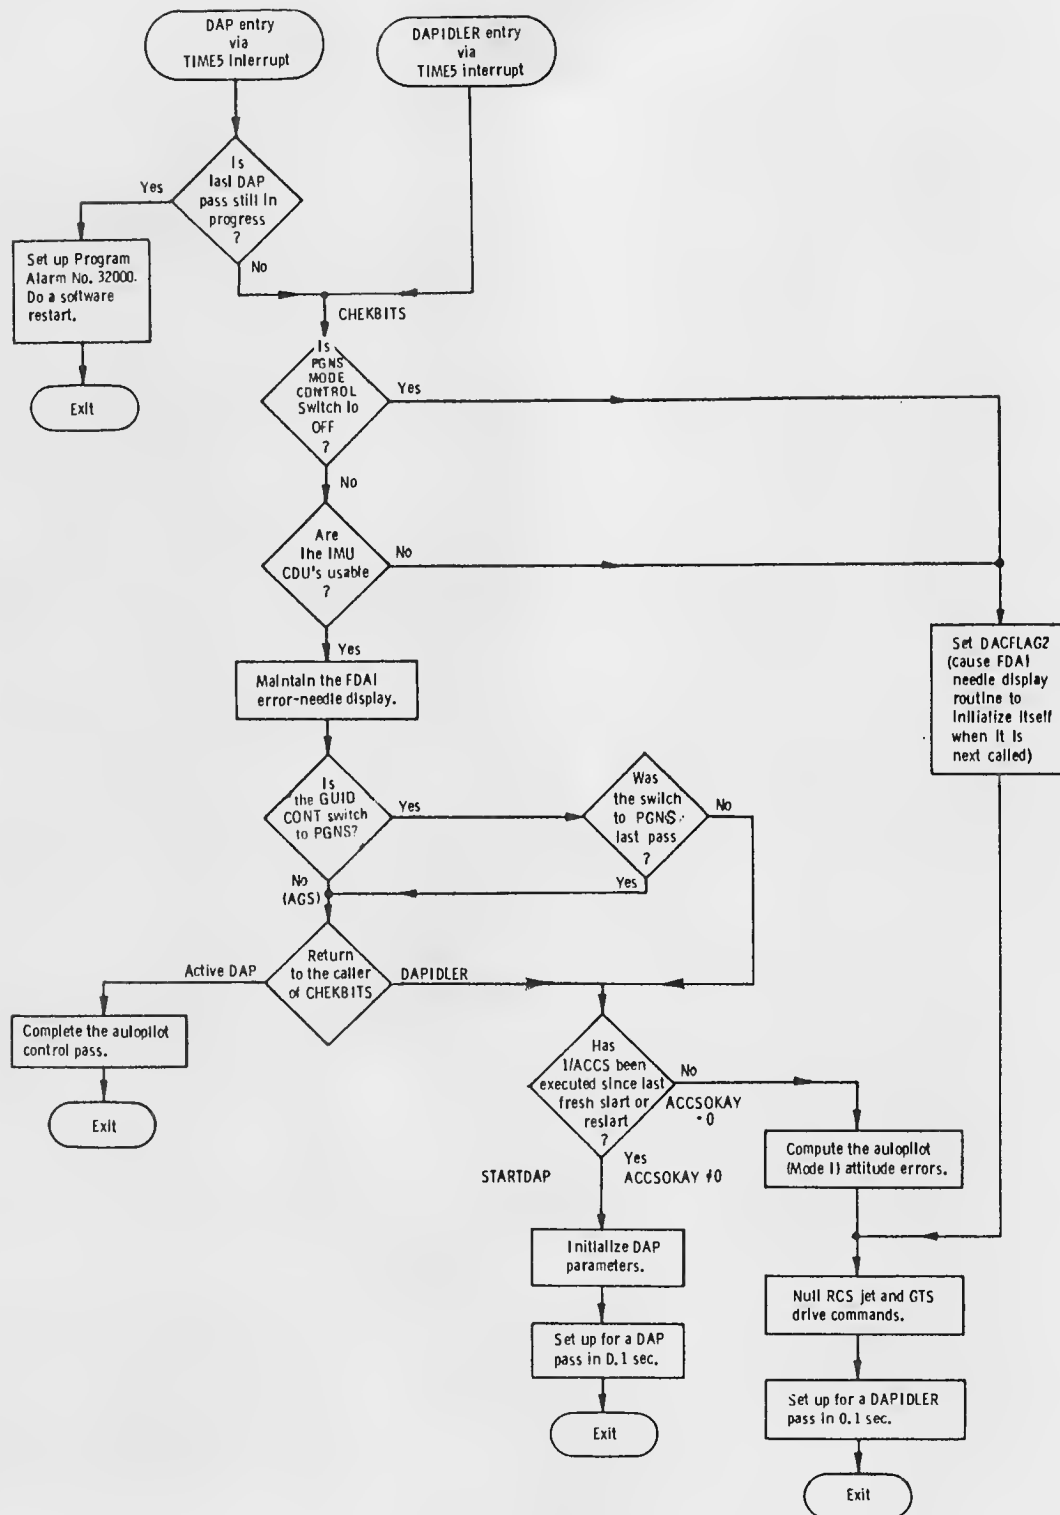 DAP entry
via
TIME5 Interrupt
DAPIDLER entry
via
TIME5 interrupt
Is
last DAP
pass still in
progress
?
Yes
No
Set up Program
Alarm No. 32000.
Do a software
restart.
Exit
CHEKBITS
Is
PGNS
MODE
CONTROL
Switch to
OFF
?
Yes
No
Are
the IMU
CDU's usable
?
No
Yes
Maintain the FDAI
error-needle display.
Set DACFLAG2
(cause FDAI
needle display
routine to
initialize itself
when it is
next called)
Is
the GUID
CONT switch
to PGNS?
Yes
No
(AGS)
Was
the switch
to PGNS
last pass
?
No
Yes
Return
to the caller
of CHEKBITS
Active DAP
DAPIDLER
Complete the autopilot
control pass.
Exit
Has
1/ACCS been
executed since last
fresh start or
restart
?
No
ACCSOKAY
= 0
Yes
ACCSOKAY ≠0
STARTDAP
Compute the autopilot
(Mode 1) attitude errors.
Initialize DAP
parameters.
Null RCS jet and GTS
drive commands.
Set up for a DAP
pass in 0.1 sec.
Set up for a DAPIDLER
pass in 0.1 sec.
Exit
Exit